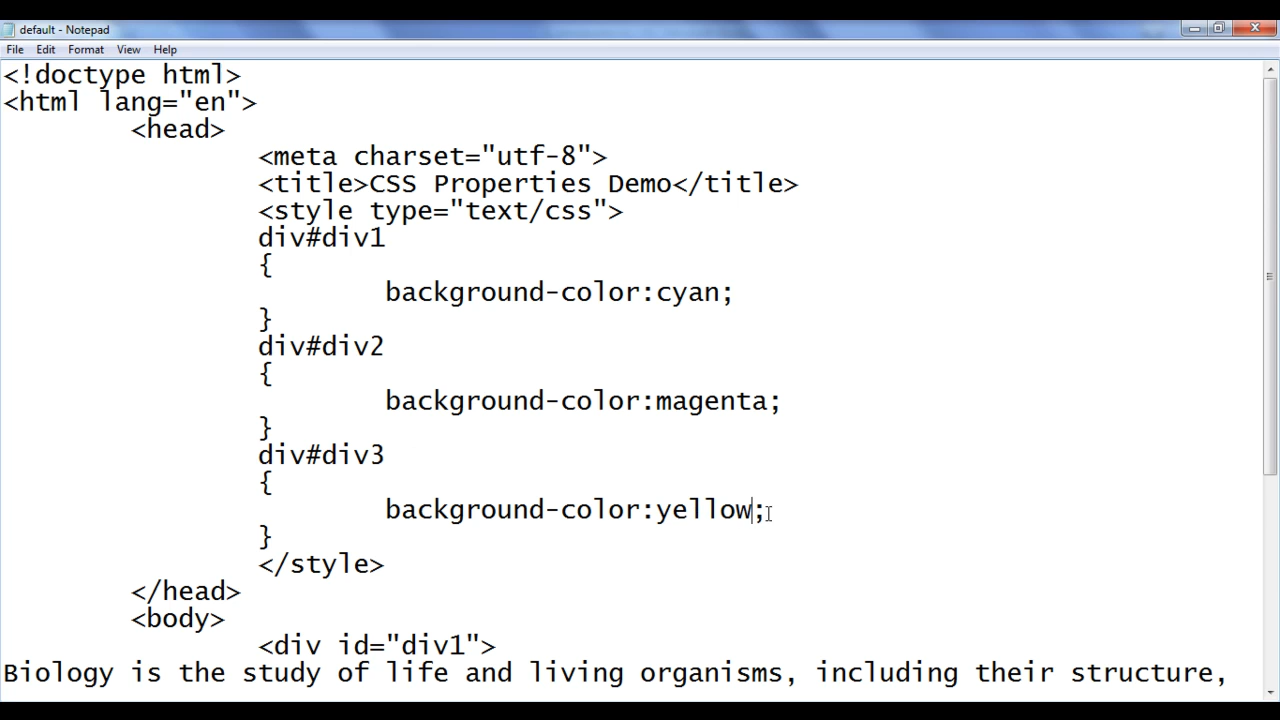 default - Notepad
File Edit Format View Help
<!doctype html>
<html lang="en">
<head>
<meta charset="utf-8">
<title>CSS Properties Demo</title>
<style type="text/css">
div#div1
{
background-color:cyan;
}
div#div2
{
background-color:magenta;
}
div#div3
{
background-color:yellow;
}
</style>
</head>
<body>
<div id="div1">
Biology is the study of life and living organisms, including their structure,